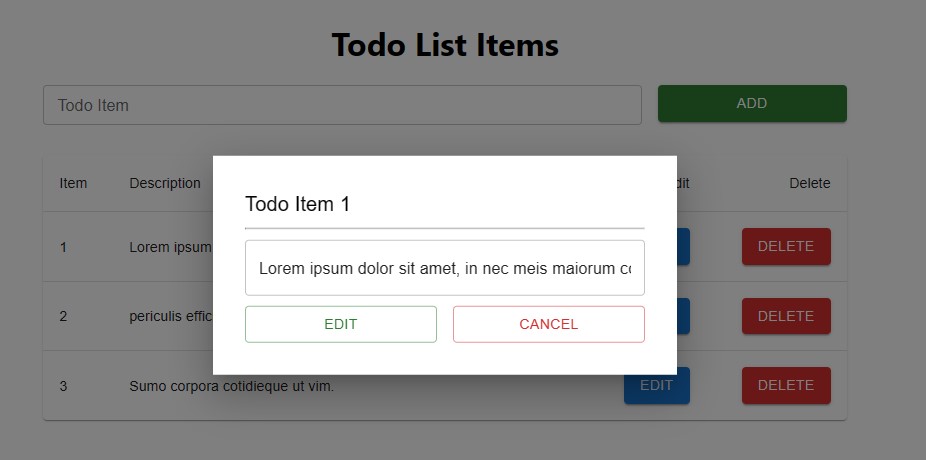 Todo List Items
Todo Item
ADD
Item Description dit Delete
Todo Item 1
1 Lorem ipsum DELETE
Lorem ipsum dolor sit amet, in nec meis maiorum
EDIT CANCEL
2 periculis effic DELETE
3 Sumo corpora cotidieque ut vim. EDIT DELETE